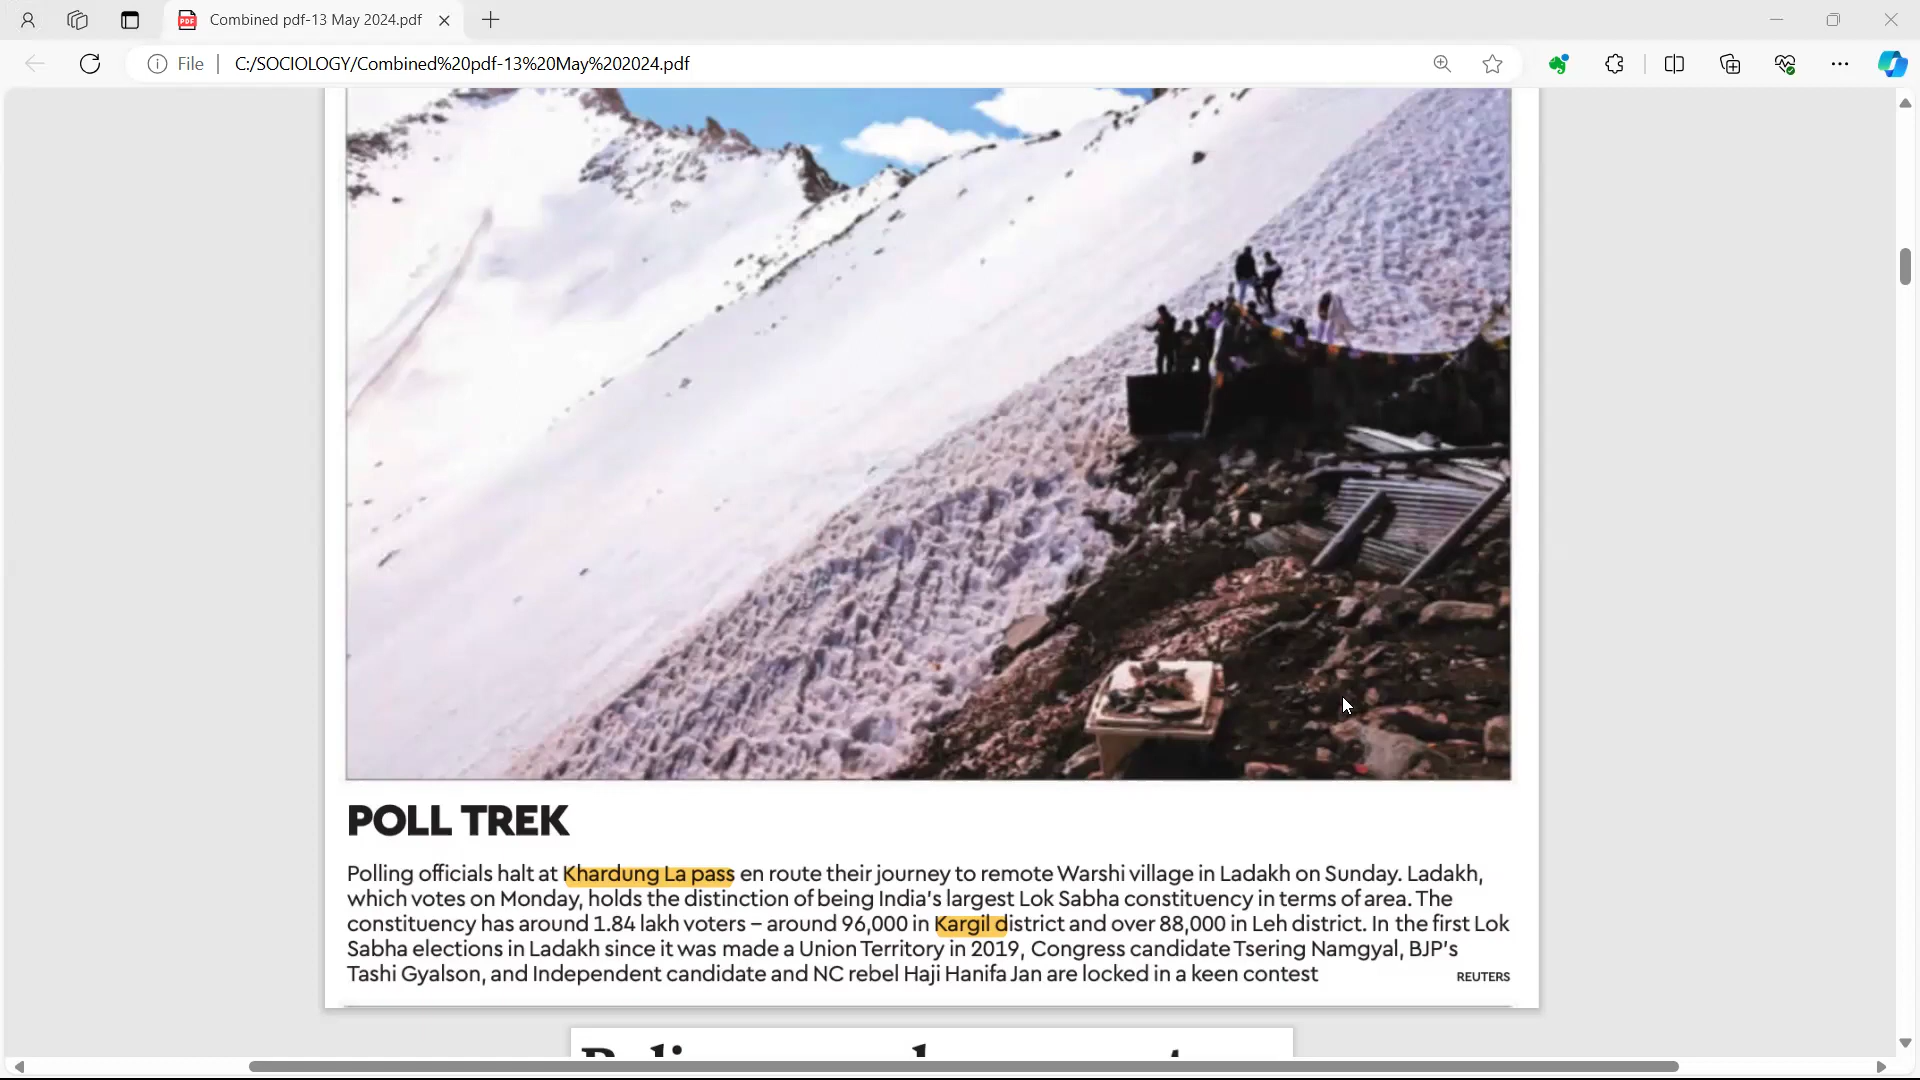 Combined pdf-13 May 2024.pdf
File
C:/SOCIOLOGY/Combined%20pdf-13%20May%202024.pdf
POLL TREK
Polling officials halt at Khardung La pass en route their journey to remote Warshi village in Ladakh on Sunday. Ladakh,
which votes on Monday, holds the distinction of being India's largest Lok Sabha constituency in terms of area. The
constituency has around 1.84 lakh voters – around 96,000 in Kargil district and over 88,000 in Leh district. In the first Lok
Sabha elections in Ladakh since it was made a Union Territory in 2019, Congress candidate Tsering Namgyal, BJP's
Tashi Gyalson, and Independent candidate and NC rebel Haji Hanifa Jan are locked in a keen contest
REUTERS